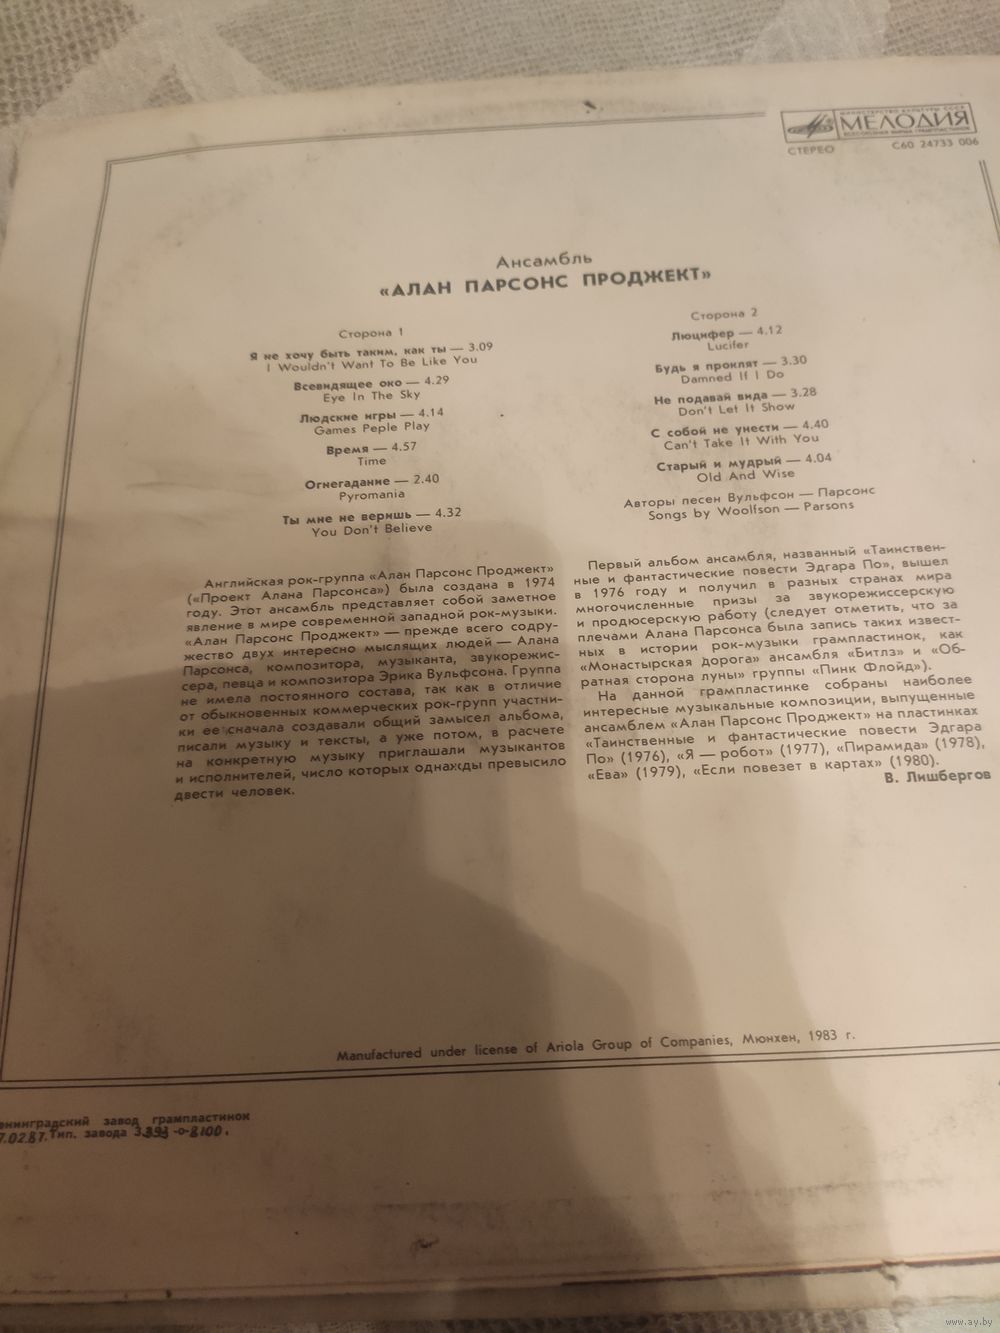 МИНИСТЕРСТВО КУЛЬТУРЫ СССР
МЕЛОДИЯ
ВСЕСОЮЗНАЯ ФИРМА ГРАМПЛАСТИНОК
СТЕРЕО
С60 24733 006
Ансамбль
«АЛАН ПАРСОНС ПРОДЖЕКТ»
Сторона 1
Я не хочу быть таким, как ты — 3.09
I Wouldn't Want To Be Like You
Всевидящее око — 4.29
Eye In The Sky
Людские игры — 4.14
Games Peple Play
Время — 4.57
Time
Огнегадание — 2.40
Pyromania
Ты мне не веришь — 4.32
You Don't Believe
Сторона 2
Люцифер — 4.12
Lucifer
Будь я проклят — 3.30
Damned If I Do
Не подавай вида — 3.28
Don't Let It Show
С собой не унести — 4.40
Can't Take It With You
Старый и мудрый — 4.04
Old And Wise
Авторы песен Вульфсон — Парсонс
Songs by Woolfson — Parsons
Английская рок-группа «Алан Парсонс Проджект»
(«Проект Алана Парсонса») была создана в 1974
году. Этот ансамбль представляет собой заметное
явление в мире современной западной рок-музыки.
«Алан Парсонс Проджект» — прежде всего содру-
жество двух интересно мыслящих людей — Алана
Парсонса, композитора, музыканта, звукорежис-
сера, певца и композитора Эрика Вульфсона. Группа
не имела постоянного состава, так как в отличие
от обыкновенных коммерческих рок-групп участни-
ки ее сначала создавали общий замысел альбома,
писали музыку и тексты, а уже потом, в расчете
на конкретную музыку приглашали музыкантов
и исполнителей, число которых однажды превысило
двести человек.
Первый альбом ансамбля, названный «Таинствен-
ные и фантастические повести Эдгара По», вышел
в 1976 году и получил в разных странах мира
многочисленные призы за звукорежиссерскую
и продюсерскую работу (следует отметить, что за
плечами Алана Парсонса была запись таких извест-
ных в истории рок-музыки грампластинок, как
«Монастырская дорога» ансамбля «Битлз» и «Об-
ратная сторона луны» группы «Пинк Флойд»).
На данной грампластинке собраны наиболее
интересные музыкальные композиции, выпущенные
ансамблем «Алан Парсонс Проджект» на пластинках
«Таинственные и фантастические повести Эдгара
По» (1976), «Я — робот» (1977), «Пирамида» (1978),
«Ева» (1979), «Если повезет в картах» (1980).
В. Лишбергов
Manufactured under license of Ariola Group of Companies, Мюнхен, 1983 г.
енинградский завод грампластинок
7.02.87. Тип. завода З.393-о-8100.
www.ay.by